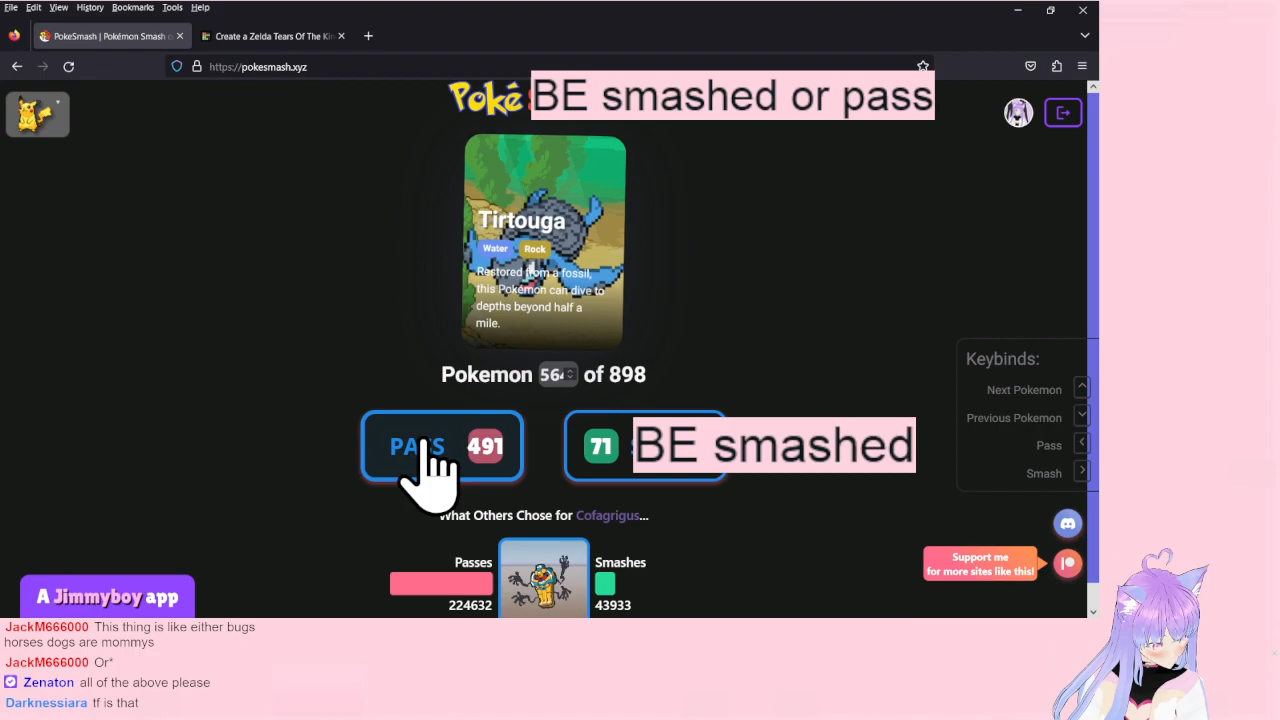 File Edit View History Bookmarks Tools Help
PokeSmash | Pokémon Smash o
Create a Zelda Tears Of The Kin
https://pokesmash.xyz
Poké
BE smashed or pass
Tirtouga
Water Rock
Restored from a fossil,
this Pokémon can dive to
depths beyond half a
mile.
Pokemon 564 of 898
PASS 491
71
BE smashed
Keybinds:
Next Pokemon
Previous Pokemon
Pass
Smash
What Others Chose for Cofagrigus...
Passes
224632
Smashes
43933
Support me
for more sites like this!
A Jimmyboy app
JackM666000 This thing is like either bugs
horses dogs are mommys
JackM666000 Or*
Zenaton all of the above please
Darknessiara tf is that